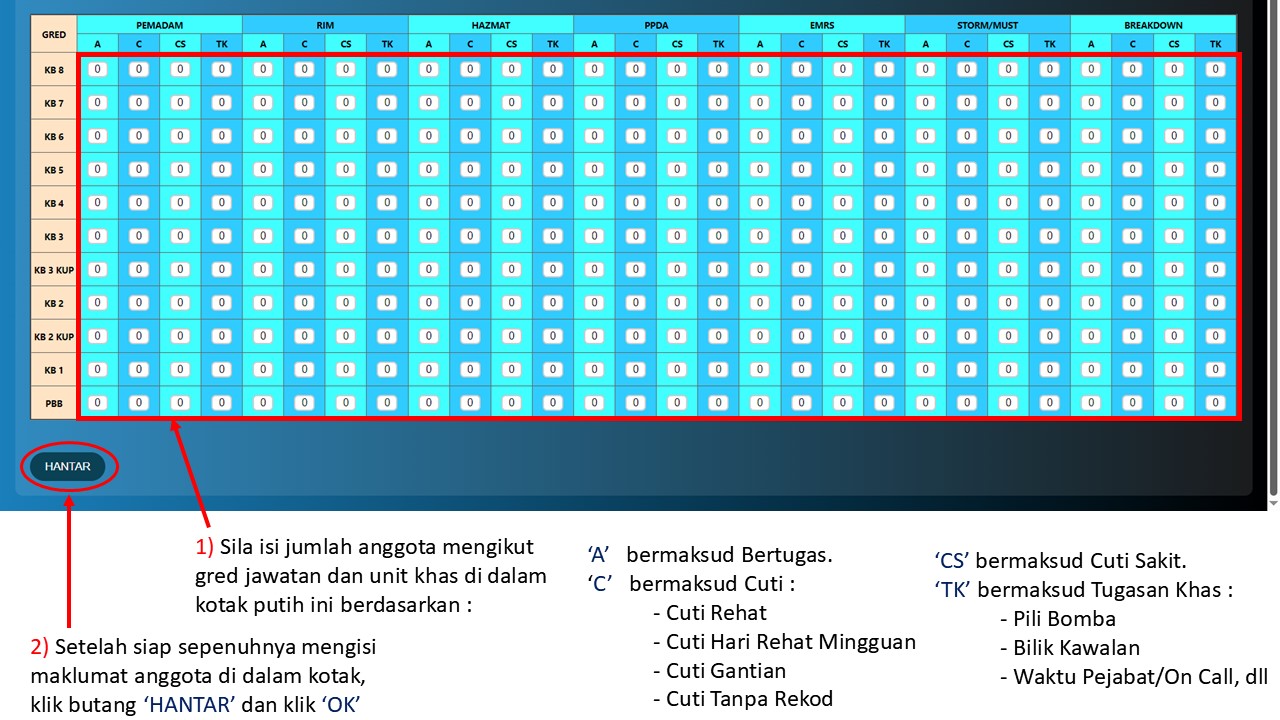 GRED PEMADAM RIM HAZMAT PPDA EMRS STORM/MUST BREAKDOWN
A C CS TK A C CS TK A C CS TK A C CS TK A C CS TK A C CS TK A C CS TK
KB 8 0 0 0 0 0 0 0 0 0 0 0 0 0 0 0 0 0 0 0 0 0 0 0 0 0 0 0 0
KB 7 0 0 0 0 0 0 0 0 0 0 0 0 0 0 0 0 0 0 0 0 0 0 0 0 0 0 0 0
KB 6 0 0 0 0 0 0 0 0 0 0 0 0 0 0 0 0 0 0 0 0 0 0 0 0 0 0 0 0
KB 5 0 0 0 0 0 0 0 0 0 0 0 0 0 0 0 0 0 0 0 0 0 0 0 0 0 0 0 0
KB 4 0 0 0 0 0 0 0 0 0 0 0 0 0 0 0 0 0 0 0 0 0 0 0 0 0 0 0 0
KB 3 0 0 0 0 0 0 0 0 0 0 0 0 0 0 0 0 0 0 0 0 0 0 0 0 0 0 0 0
KB 3 KUP 0 0 0 0 0 0 0 0 0 0 0 0 0 0 0 0 0 0 0 0 0 0 0 0 0 0 0 0
KB 2 0 0 0 0 0 0 0 0 0 0 0 0 0 0 0 0 0 0 0 0 0 0 0 0 0 0 0 0
KB 2 KUP 0 0 0 0 0 0 0 0 0 0 0 0 0 0 0 0 0 0 0 0 0 0 0 0 0 0 0 0
KB 1 0 0 0 0 0 0 0 0 0 0 0 0 0 0 0 0 0 0 0 0 0 0 0 0 0 0 0 0
PBB 0 0 0 0 0 0 0 0 0 0 0 0 0 0 0 0 0 0 0 0 0 0 0 0 0 0 0 0
HANTAR
1) Sila isi jumlah anggota mengikut
gred jawatan dan unit khas di dalam
kotak putih ini berdasarkan :
2) Setelah siap sepenuhnya mengisi
maklumat anggota di dalam kotak,
klik butang ‘HANTAR’ dan klik ‘OK’
‘A’ bermaksud Bertugas.
‘C’ bermaksud Cuti :
- Cuti Rehat
- Cuti Hari Rehat Mingguan
- Cuti Gantian
- Cuti Tanpa Rekod
‘CS’ bermaksud Cuti Sakit.
‘TK’ bermaksud Tugasan Khas :
- Pili Bomba
- Bilik Kawalan
- Waktu Pejabat/On Call, dll